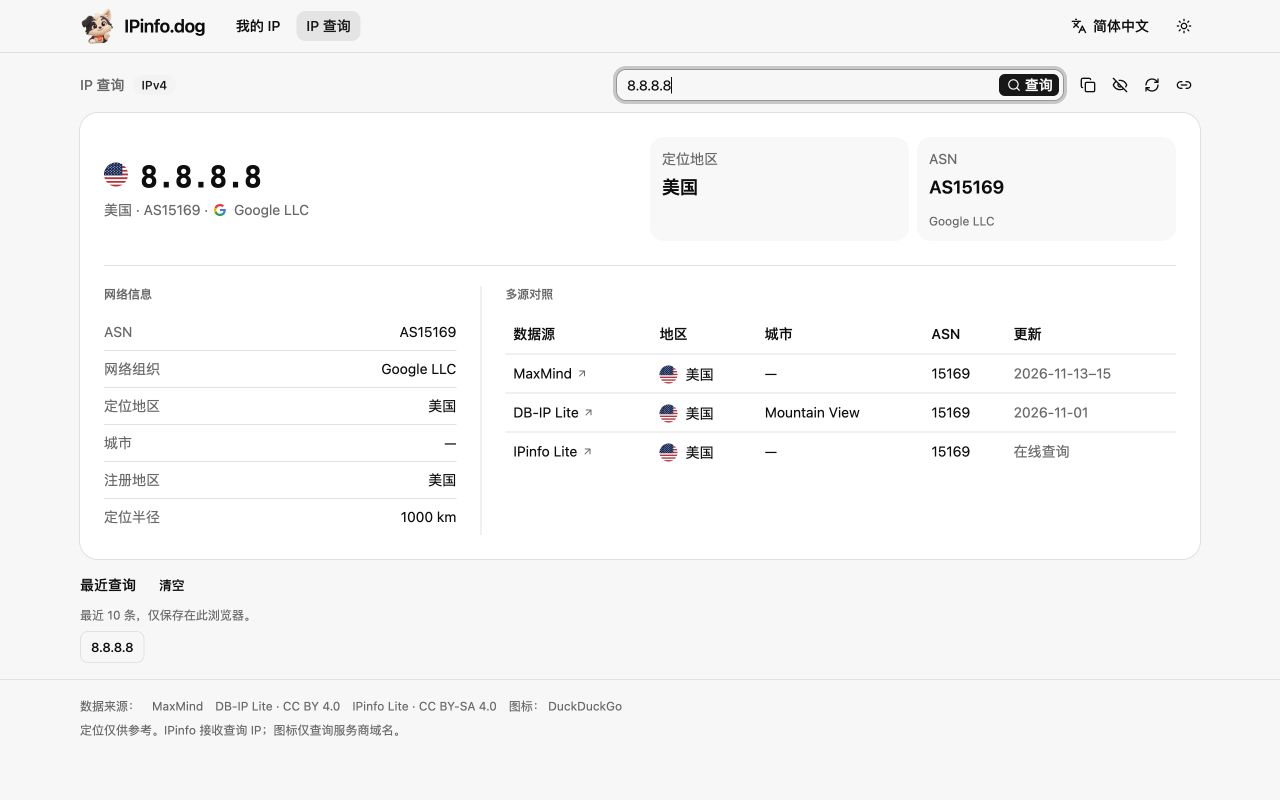 IPinfo.dog 我的 IP IP 查询 简体中文
IP 查询 IPv4 8.8.8.8 查询
8.8.8.8
美国 · AS15169 · Google LLC
定位地区
美国
ASN
AS15169
Google LLC
网络信息
ASN AS15169
网络组织 Google LLC
定位地区 美国
城市 —
注册地区 美国
定位半径 1000 km
多源对照
数据源 地区 城市 ASN 更新
MaxMind ↗ 美国 — 15169 2026-11-13–15
DB-IP Lite ↗ 美国 Mountain View 15169 2026-11-01
IPinfo Lite ↗ 美国 — 15169 在线查询
最近查询 清空
最近 10 条，仅保存在此浏览器。
8.8.8.8
数据来源： MaxMind DB-IP Lite · CC BY 4.0 IPinfo Lite · CC BY-SA 4.0 图标： DuckDuckGo
定位仅供参考。IPinfo 接收查询 IP；图标仅查询服务商域名。